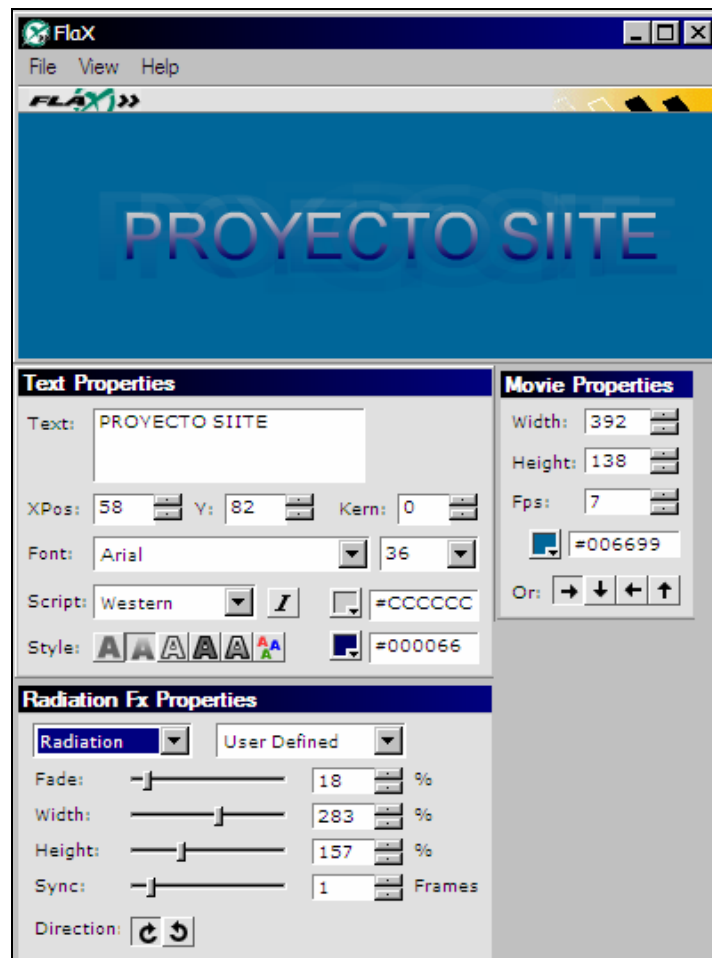 FlaX
File View Help
FLAX
PROYECTO SIITE
Text Properties
Text: PROYECTO SIITE
XPos: 58 Y: 82 Kern: 0
Font: Arial 36
Script: Western I #CCCCCC
Style: A A A A A A A A #000066
Movie Properties
Width: 392
Height: 138
Fps: 7
#006699
Or:
Radiation Fx Properties
Radiation User Defined
Fade: 18 %
Width: 283 %
Height: 157 %
Sync: 1 Frames
Direction: